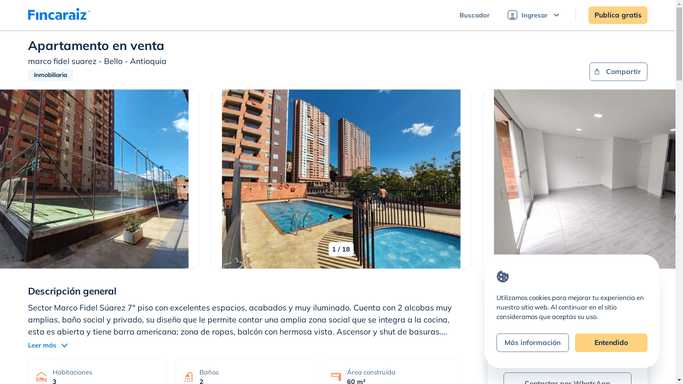 Fincaraiz
Buscador
Ingresar
Publica gratis
Apartamento en venta
marco fidel suarez - Bello - Antioquia
Inmobiliaria
Compartir
1 / 18
Descripción general
Sector Marco Fidel Súarez 7° piso con excelentes espacios, acabados y muy iluminado. Cuenta con 2 alcobas muy
amplias, baño social y privado, su diseño que le permite contar una amplia zona social que se integra a la cocina,
esta es abierta y tiene barra americana; zona de ropas, balcón con hermosa vista. Ascensor y shut de basuras....
Leer más
Habitaciones
3
Baños
2
Área construida
60 m²
Utilizamos cookies para mejorar tu experiencia en
nuestro sitio web. Al continuar en el sitio
consideramos que aceptas su uso.
Más información
Entendido
Contactar por WhatsApp